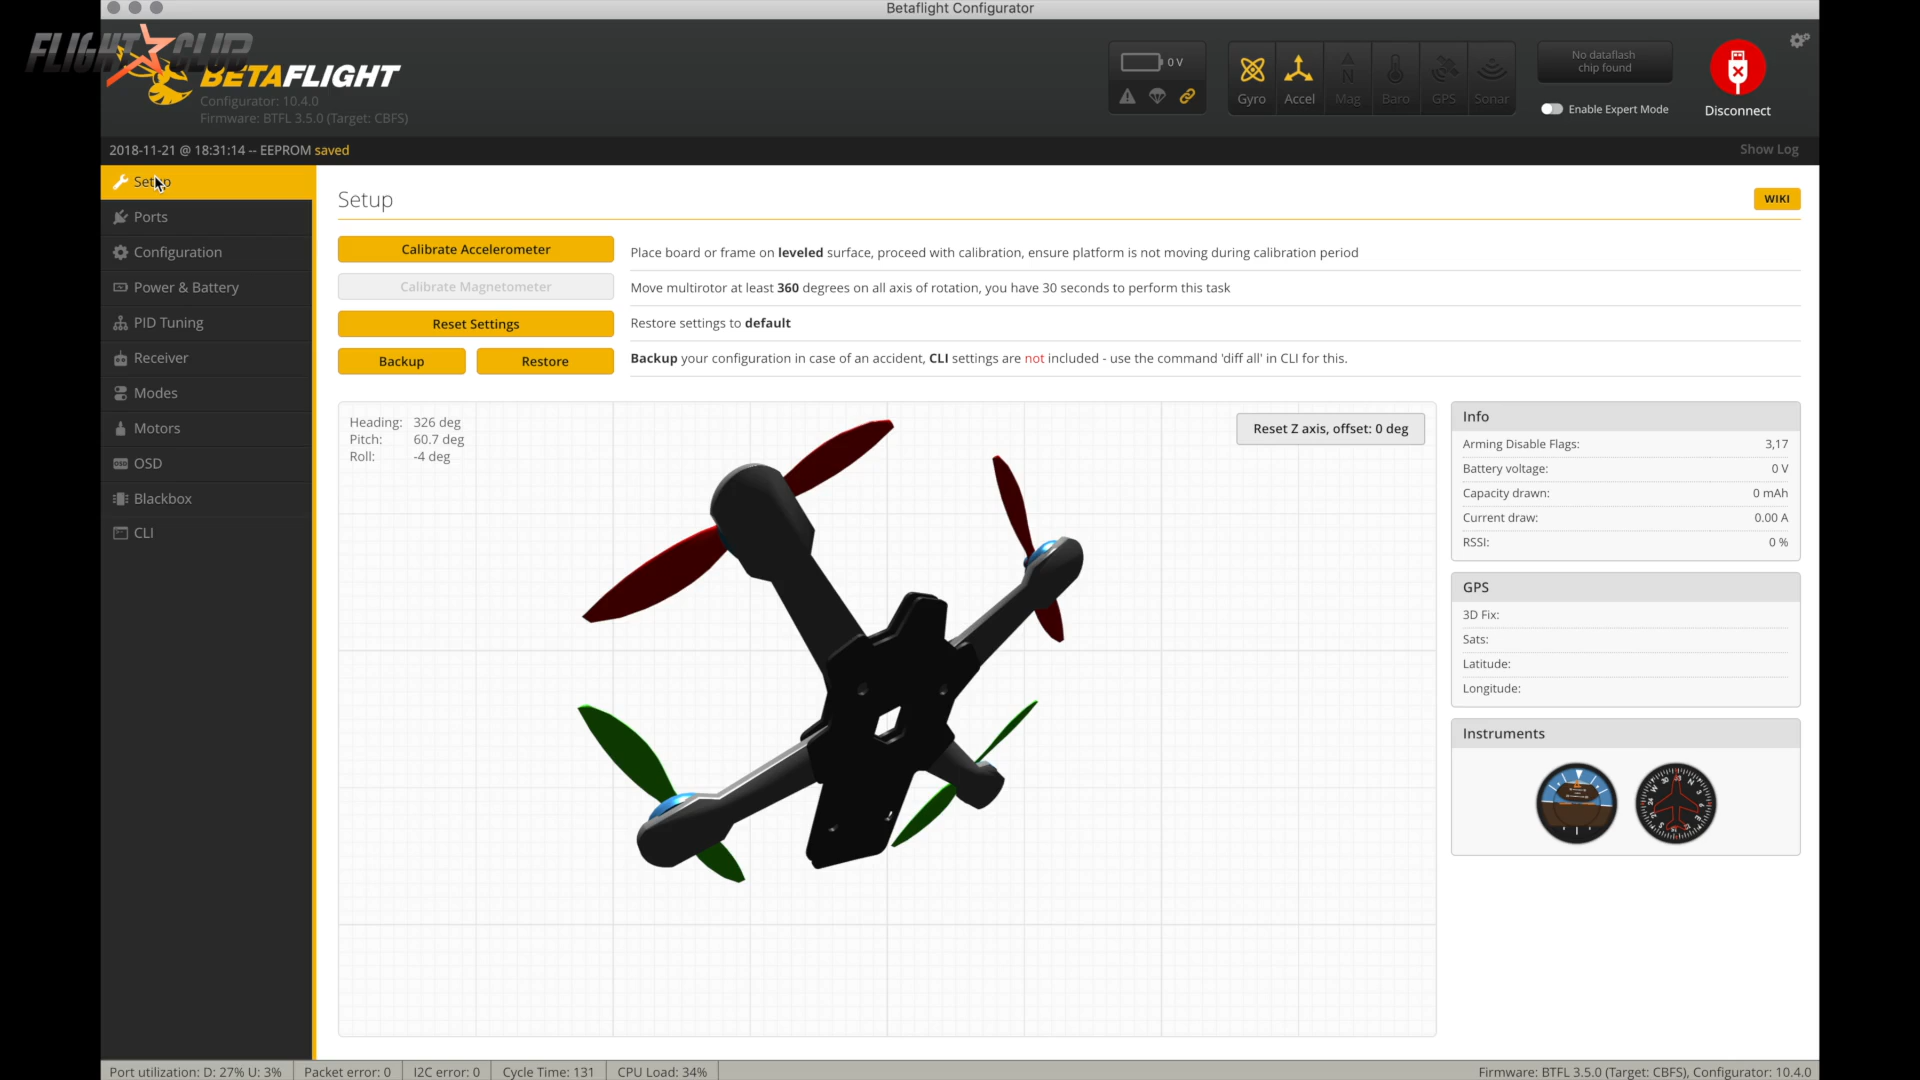 Betaflight Configurator
FLIGHT CLUB
BETAFLIGHT
Configurator: 10.4.0
Firmware: BTFL 3.5.0 (Target: CBFS)
0 V
Gyro
Accel
Mag
Baro
GPS
Sonar
No dataflash
chip found
Enable Expert Mode
Disconnect
2018-11-21 @ 18:31:14 -- EEPROM saved
Show Log
Setup
Ports
Configuration
Power & Battery
PID Tuning
Receiver
Modes
Motors
OSD
Blackbox
CLI
Setup
WIKI
Calibrate Accelerometer
Place board or frame on leveled surface, proceed with calibration, ensure platform is not moving during calibration period
Calibrate Magnetometer
Move multirotor at least 360 degrees on all axis of rotation, you have 30 seconds to perform this task
Reset Settings
Restore settings to default
Backup
Restore
Backup your configuration in case of an accident, CLI settings are not included - use the command 'diff all' in CLI for this.
Heading: 326 deg
Pitch: 60.7 deg
Roll: -4 deg
Reset Z axis, offset: 0 deg
Info
Arming Disable Flags: 3,17
Battery voltage: 0 V
Capacity drawn: 0 mAh
Current draw: 0.00 A
RSSI: 0 %
GPS
3D Fix:
Sats:
Latitude:
Longitude:
Instruments
Port utilization: D: 27% U: 3%
Packet error: 0
I2C error: 0
Cycle Time: 131
CPU Load: 34%
Firmware: BTFL 3.5.0 (Target: CBFS), Configurator: 10.4.0